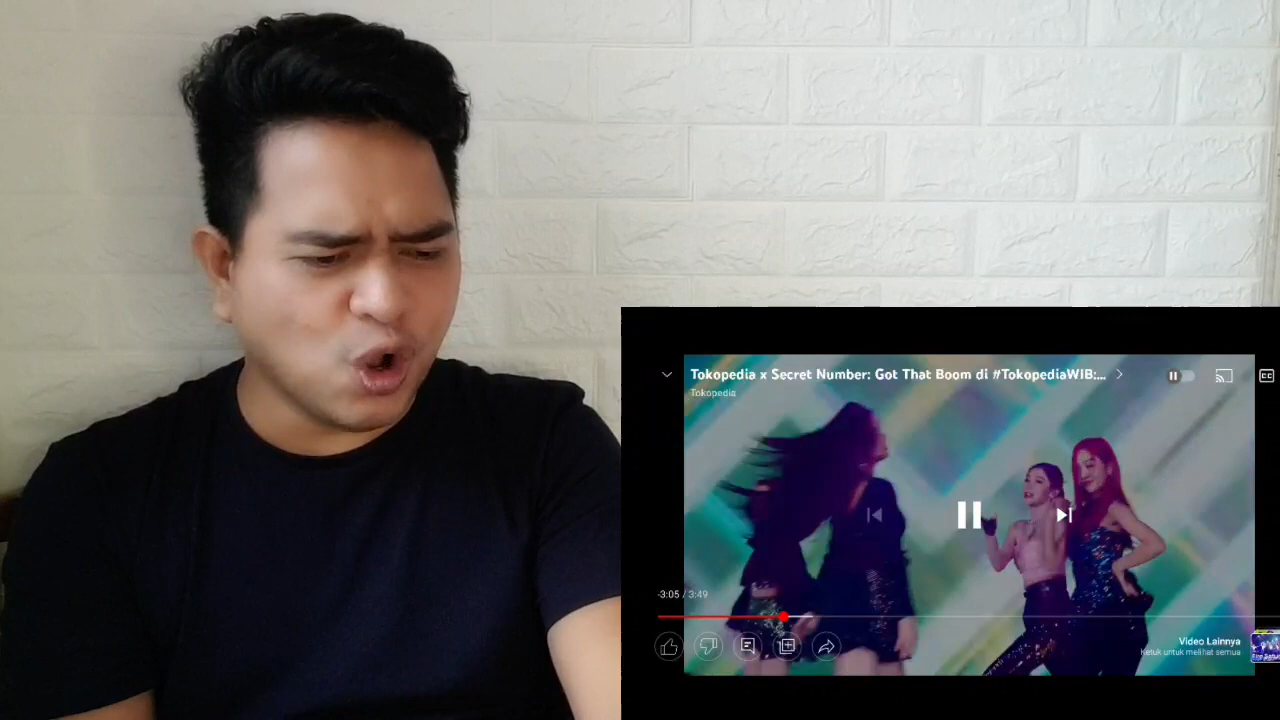 Tokopedia x Secret Number: Got That Boom di #TokopediaWIB:...
Tokopedia
-3:05 / 3:49
Video Lainnya
Ketuk untuk melihat semua